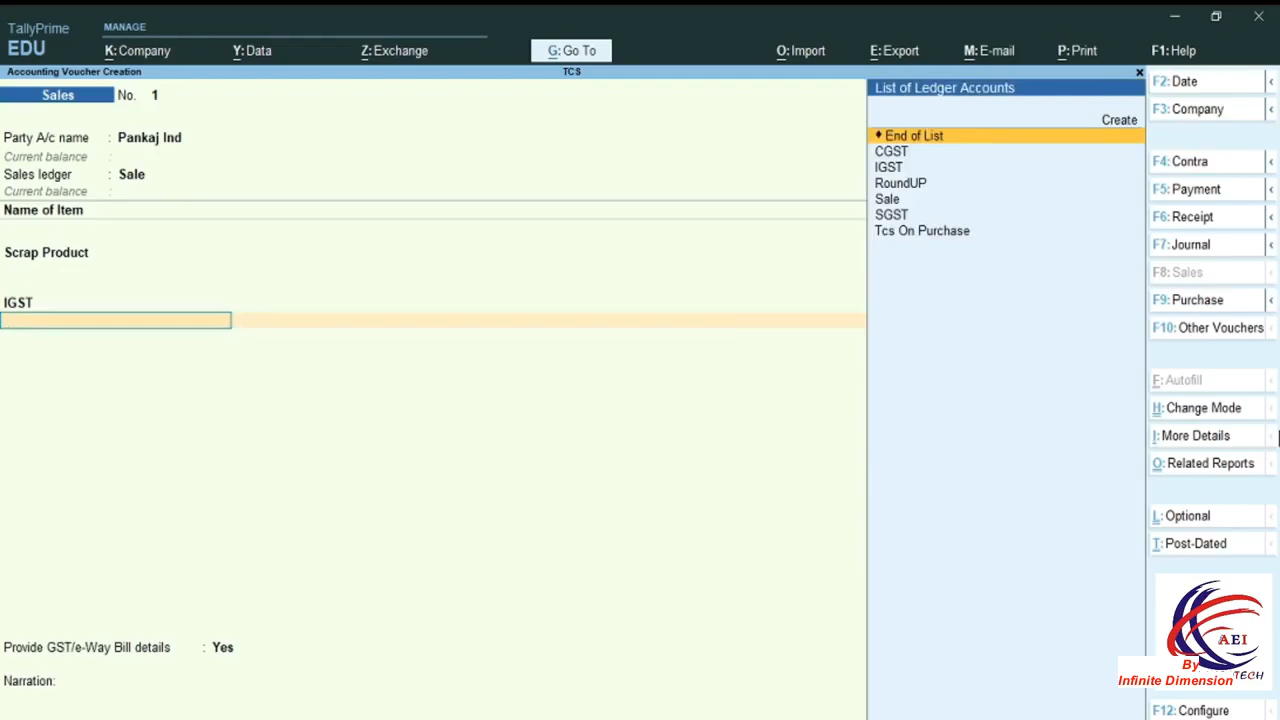 TallyPrime
EDU
MANAGE
K: Company
Y: Data
Z: Exchange
G: Go To
O: Import
E: Export
M: E-mail
P: Print
F1: Help
Accounting Voucher Creation
TCS
Sales No. 1
Party A/c name : Pankaj Ind
Current balance :
Sales ledger : Sale
Current balance :
Name of Item
Scrap Product
IGST
Provide GST/e-Way Bill details : Yes
Narration:
List of Ledger Accounts
Create
♦ End of List
CGST
IGST
RoundUP
Sale
SGST
Tcs On Purchase
F2: Date
F3: Company
F4: Contra
F5: Payment
F6: Receipt
F7: Journal
F8: Sales
F9: Purchase
F10: Other Vouchers
F: Autofill
H: Change Mode
I: More Details
O: Related Reports
L: Optional
T: Post-Dated
AEI
TECH
By
Infinite Dimension
F12: Configure